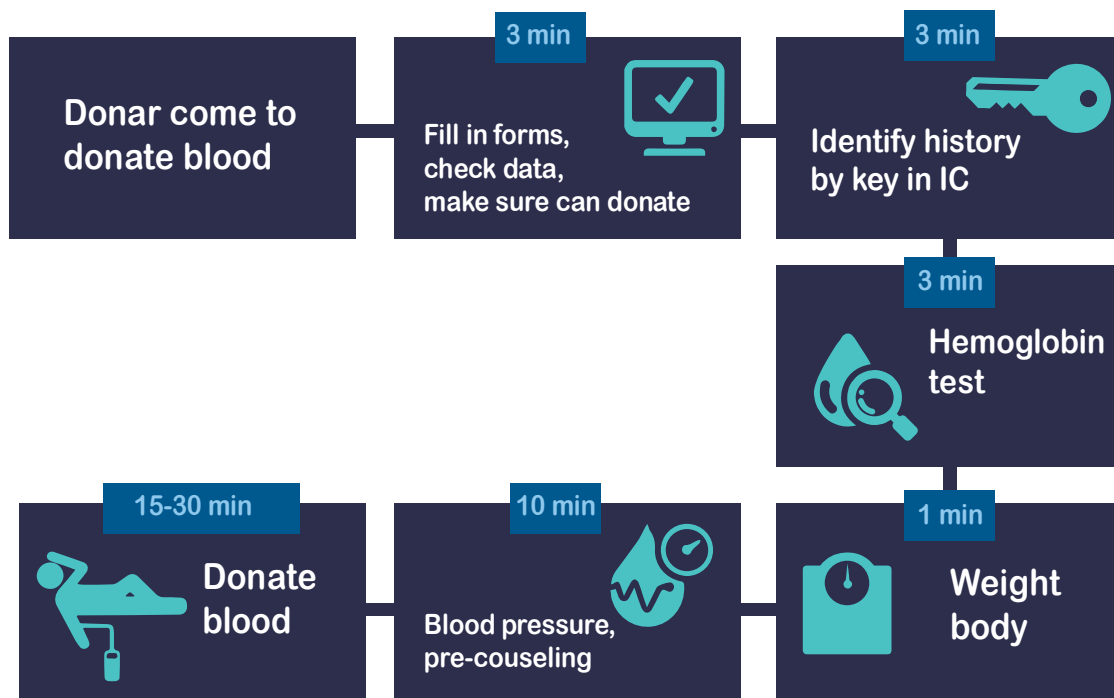 Donar come to
donate blood
3 min
Fill in forms,
check data,
make sure can donate
3 min
Identify history
by key in IC
3 min
Hemoglobin
test
1 min
Weight
body
10 min
Blood pressure,
pre-couseling
15-30 min
Donate
blood